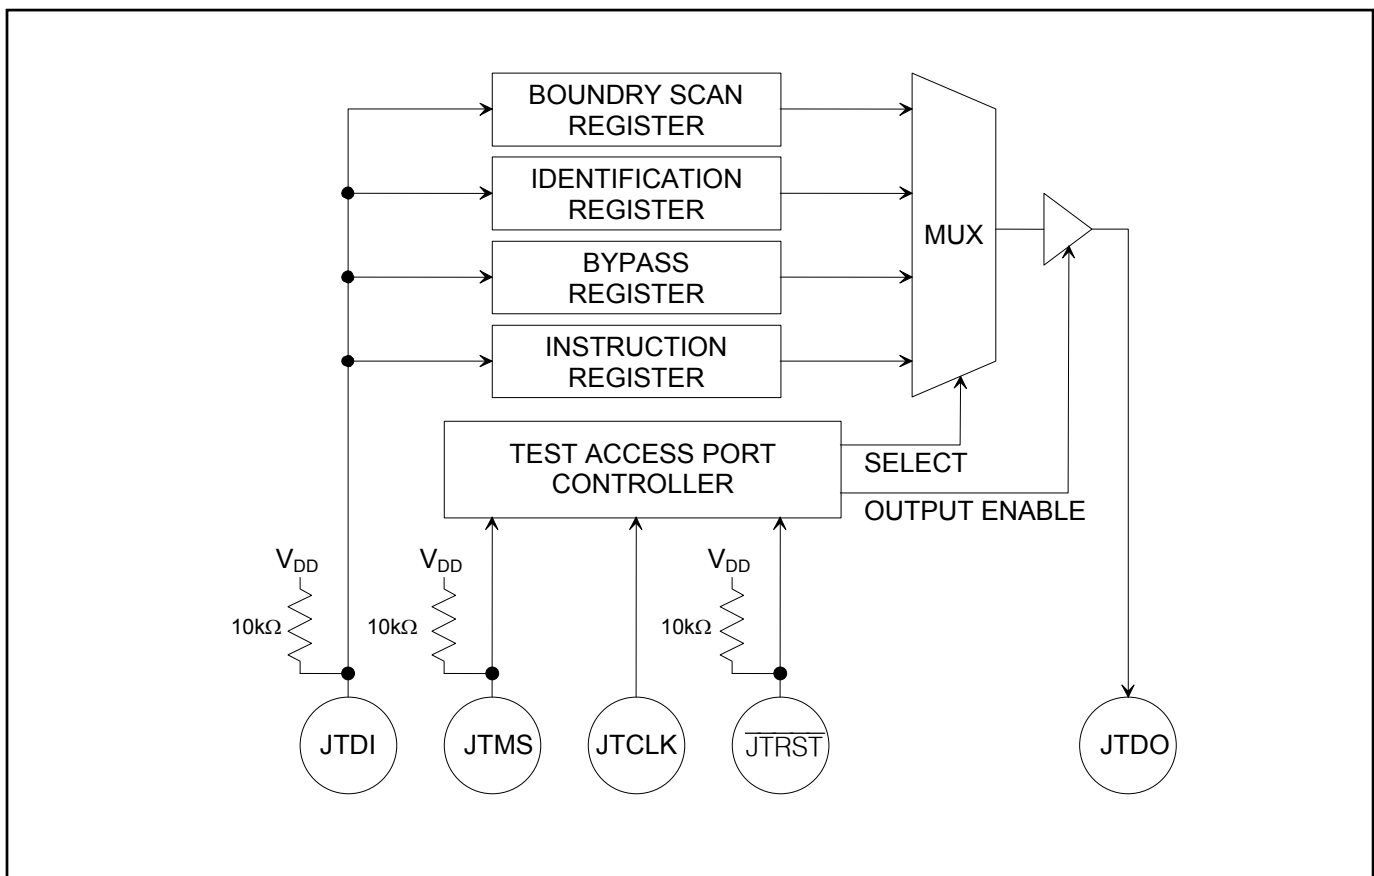 BOUNDRY SCAN
REGISTER
IDENTIFICATION
REGISTER
BYPASS
REGISTER
INSTRUCTION
REGISTER
MUX
TEST ACCESS PORT
CONTROLLER
SELECT
OUTPUT ENABLE
VDD
VDD
VDD
10kΩ
10kΩ
10kΩ
JTDI
JTMS
JTCLK
JTRST
JTDO